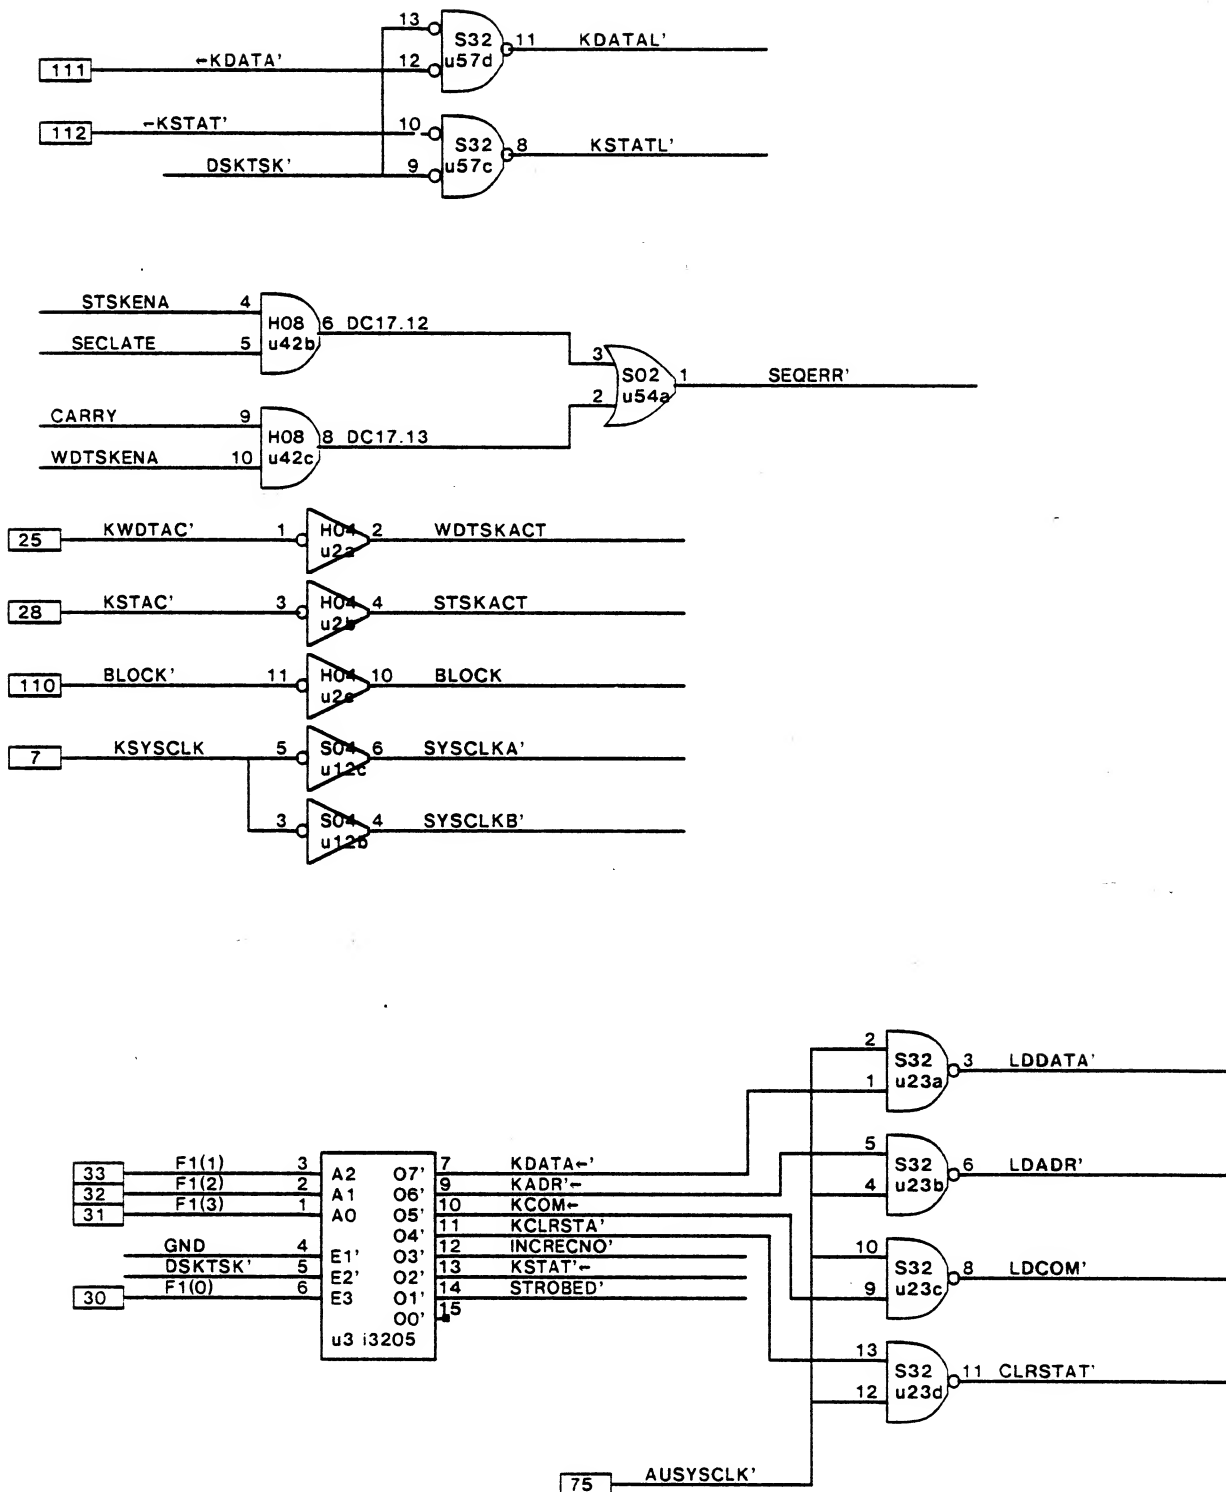 13
S32
u57d
11 KDATAL'
111 ←KDATA' 12
112 ←KSTAT' 10
S32
u57c
8 KSTATL'
DSKTSK' 9
STSKENA 4
H08
u42b
6 DC17.12
SECLATE 5
3
S02
u54a
1 SEQERR'
2
CARRY 9
H08
u42c
8 DC17.13
WDTSKENA 10
25 KWDTAC' 1 H04 2 WDTSKACT
u2a
28 KSTAC' 3 H04 4 STSKACT
u2b
110 BLOCK' 11 H04 10 BLOCK
u2e
7 KSYSCLK 5 S04 6 SYSCLKA'
u12c
3 S04 4 SYSCLKB'
u12b
2
S32
u23a
3 LDDATA'
1
5
S32
u23b
6 LDADR'
4
33 F1(1) 3 A2 O7' 7 KDATA←'
32 F1(2) 2 A1 O6' 9 KADR'←
31 F1(3) 1 A0 O5' 10 KCOM←
O4' 11 KCLRSTA'
GND 4 E1' O3' 12 INCRECNO'
DSKTSK' 5 E2' O2' 13 KSTAT'←
30 F1(0) 6 E3 O1' 14 STROBED'
O0' 15
u3 i3205
10
S32
u23c
8 LDCOM'
9
13
S32
u23d
11 CLRSTAT'
12
75 AUSYSCLK'